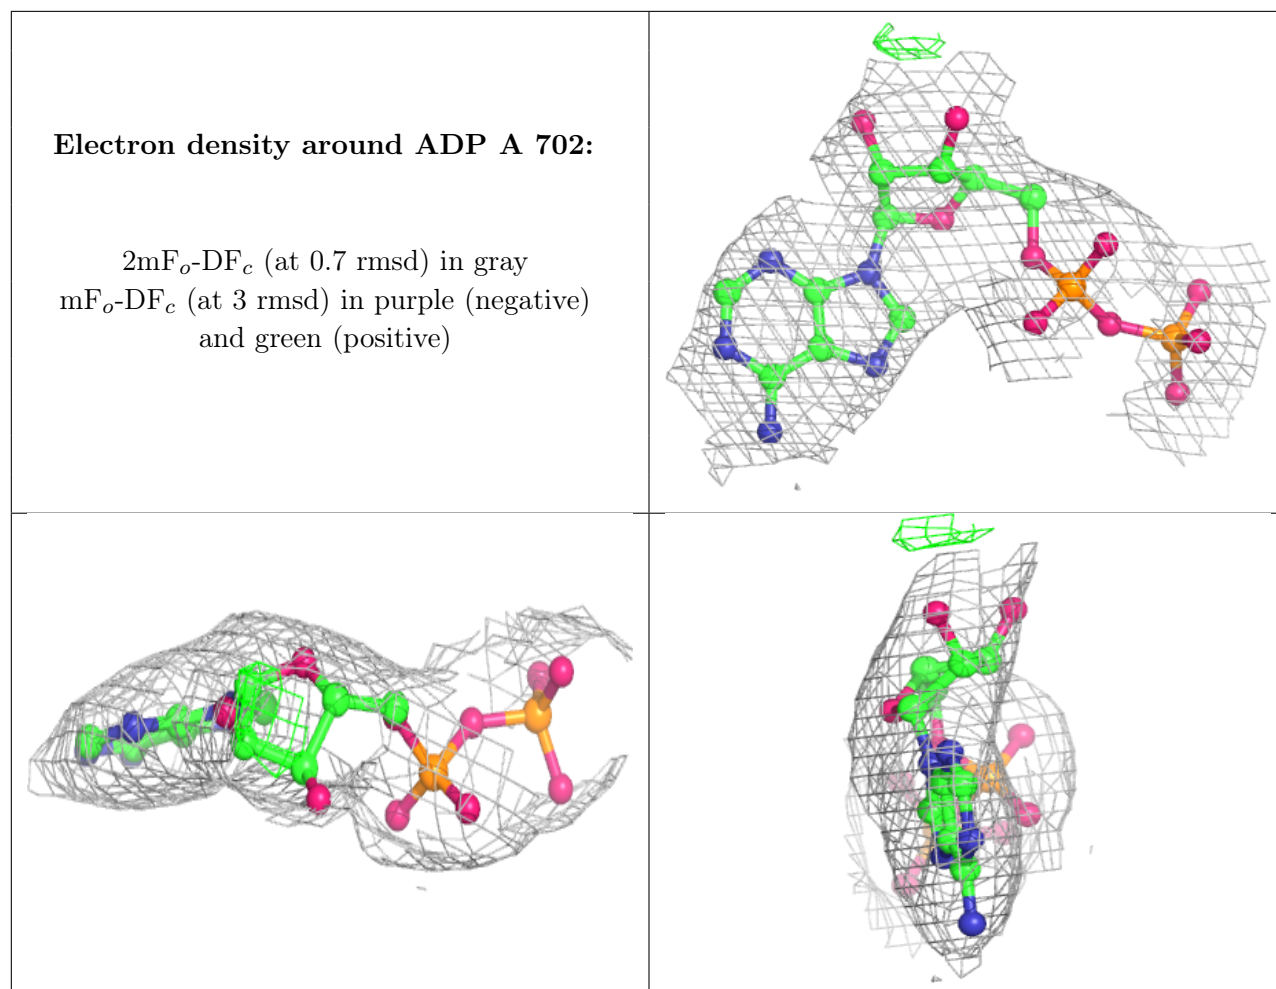 Electron density around ADP A 702:
2mFo-DFc (at 0.7 rmsd) in gray
mFo-DFc (at 3 rmsd) in purple (negative)
and green (positive)